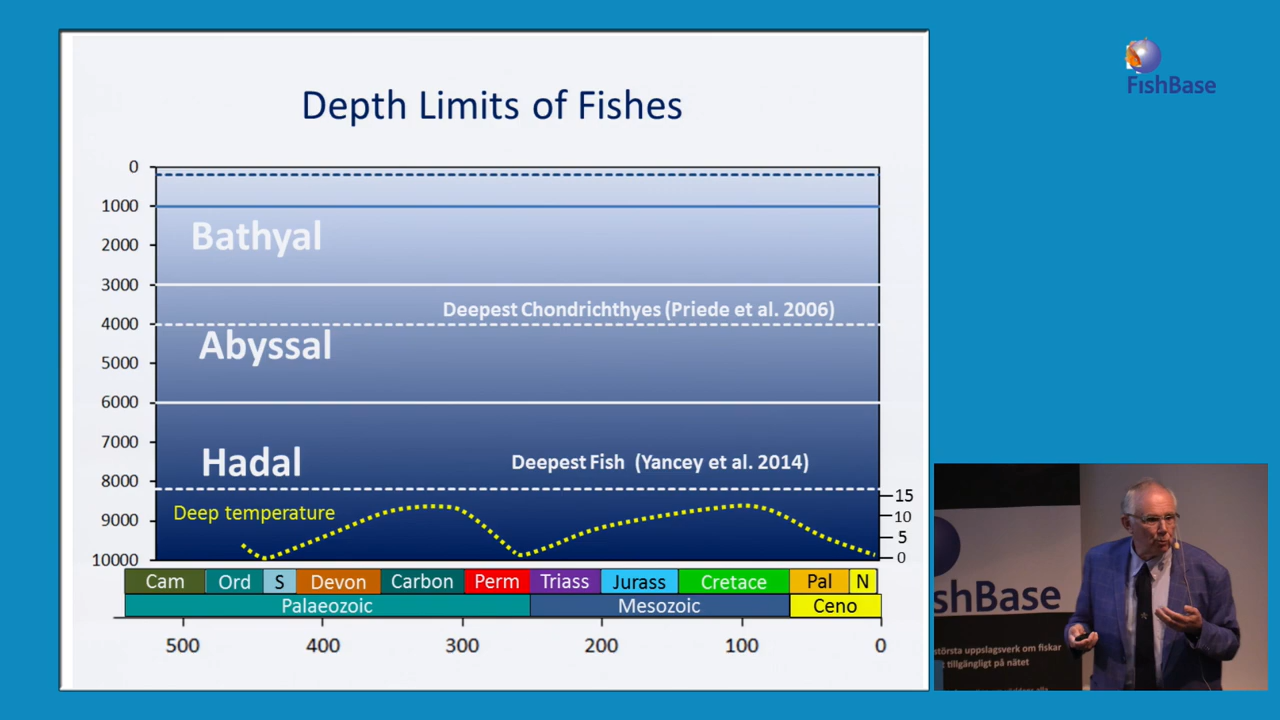 FishBase
Depth Limits of Fishes
0
1000
Bathyal
2000
3000
Deepest Chondrichthyes (Priede et al. 2006)
4000
Abyssal
5000
6000
7000
Hadal
Deepest Fish (Yancey et al. 2014)
8000
15
Deep temperature
9000
10
5
10000
0
Cam Ord S Devon Carbon Perm Triass Jurass Cretace Pal N
Palaeozoic Mesozoic Ceno
500 400 300 200 100 0
shBase
största uppslagsverk om fiskar
tillgängligt på nätet